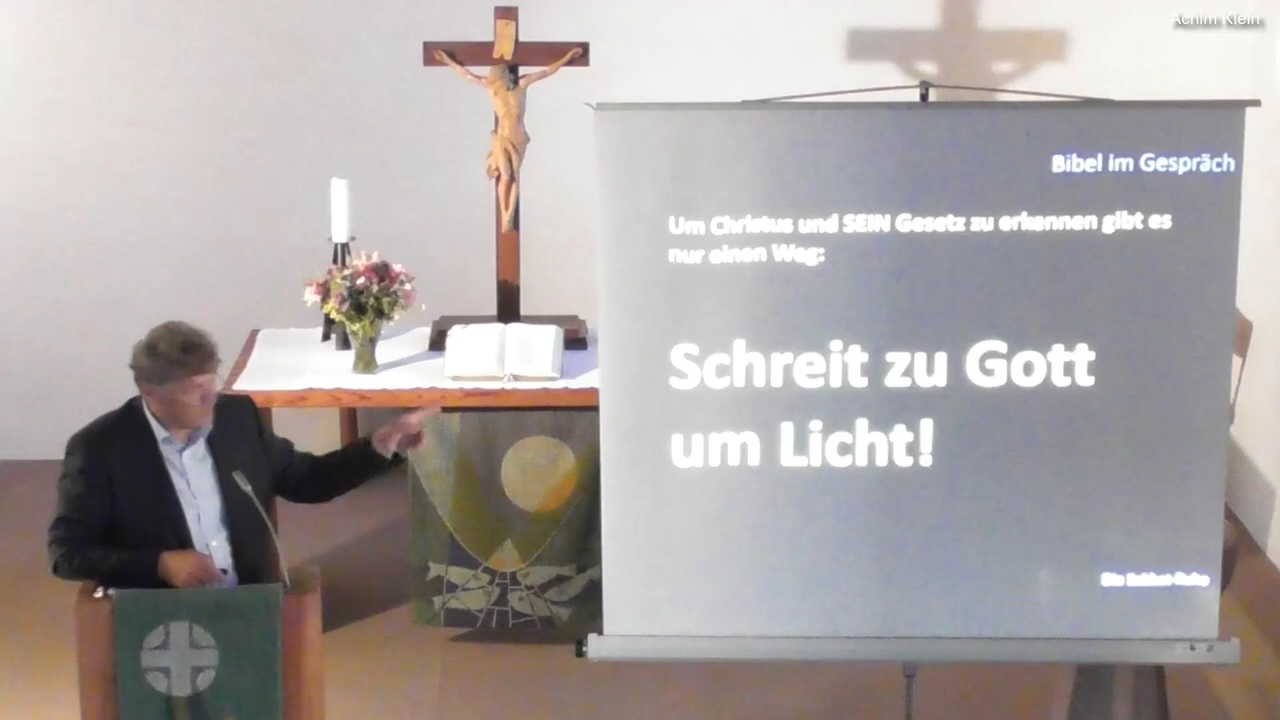 Achim Klein
Bibel im Gespräch
Um Christus und SEIN Gesetz zu erkennen gibt es
nur einen Weg:
Schreit zu Gott
um Licht!